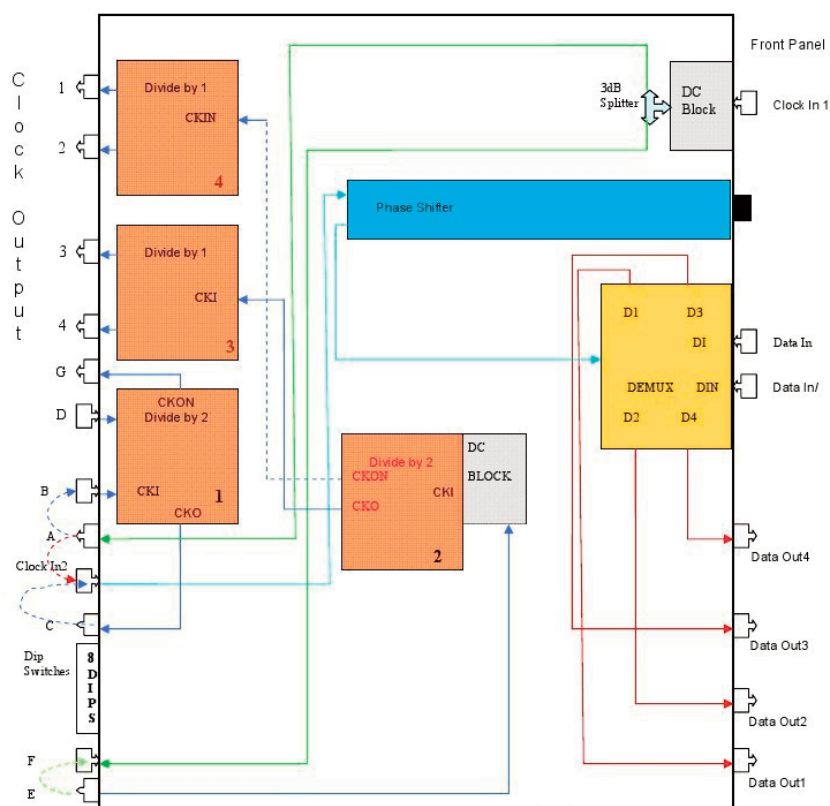 Front Panel
Clock Output
1
2
3
4
G
D
B
A
Clock In2
C
Dip
Switches
8
DIPS
F
E
Divide by 1
CKIN
4
Divide by 1
CKI
3
CKON
Divide by 2
CKI
1
CKO
Divide by 2
CKON
CKI
CKO
2
DC
BLOCK
3dB
Splitter
DC
Block
Clock In 1
Phase Shifter
D1
D3
DI
DEMUX
DIN
D2
D4
Data In
Data In/
Data Out4
Data Out3
Data Out2
Data Out1